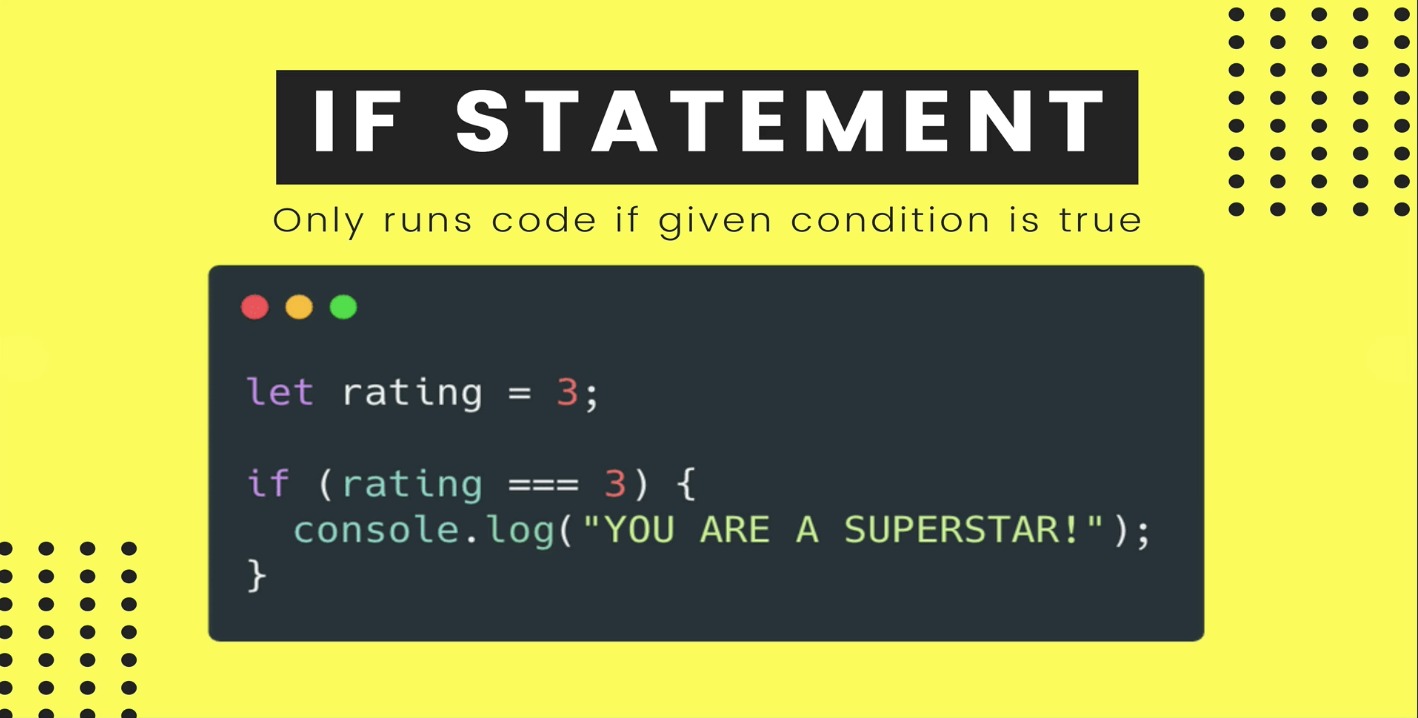 IF STATEMENT
Only runs code if given condition is true
let rating = 3;
if (rating === 3) {
  console.log("YOU ARE A SUPERSTAR!");
}